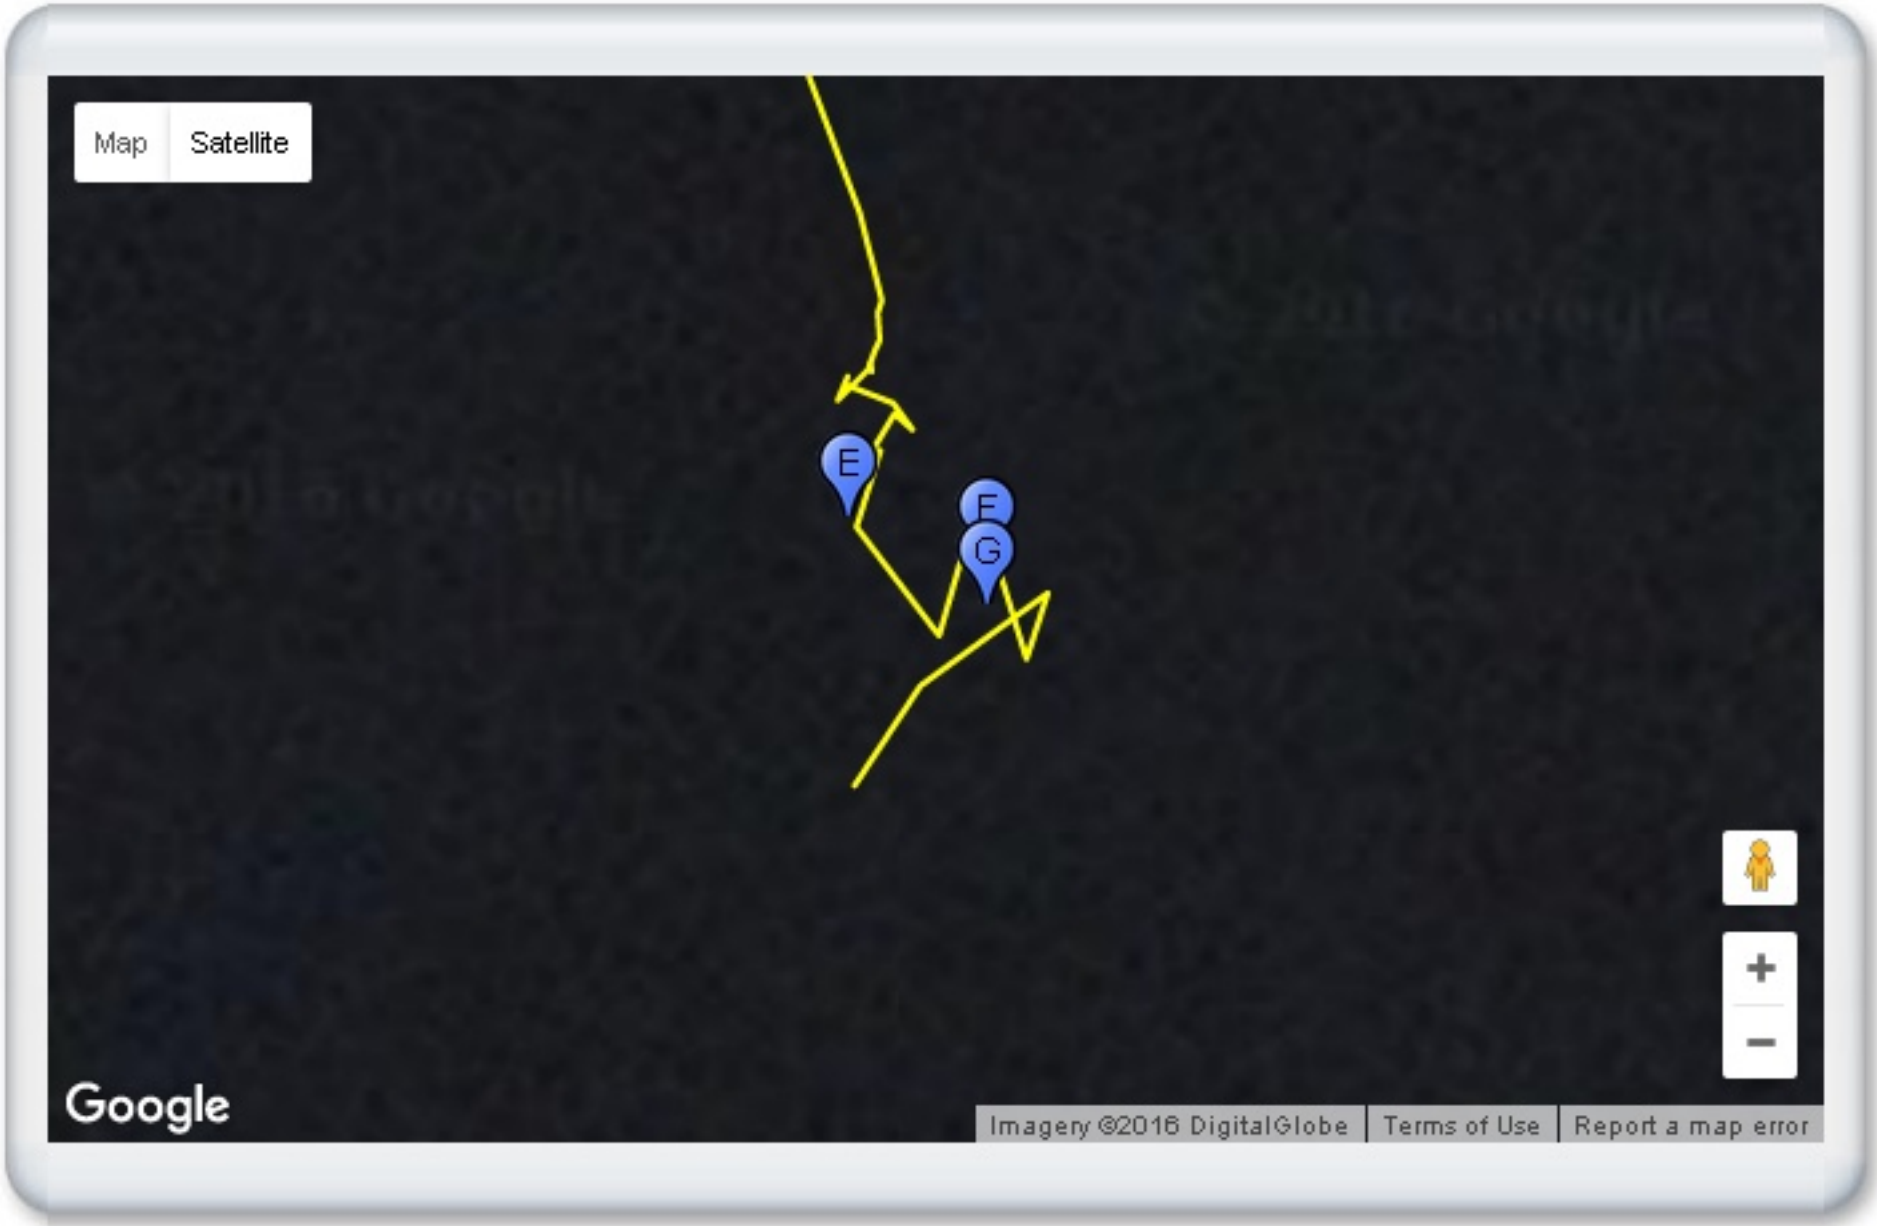 Map Satellite
E
F
G
Google
Imagery ©2016 DigitalGlobe Terms of Use Report a map error